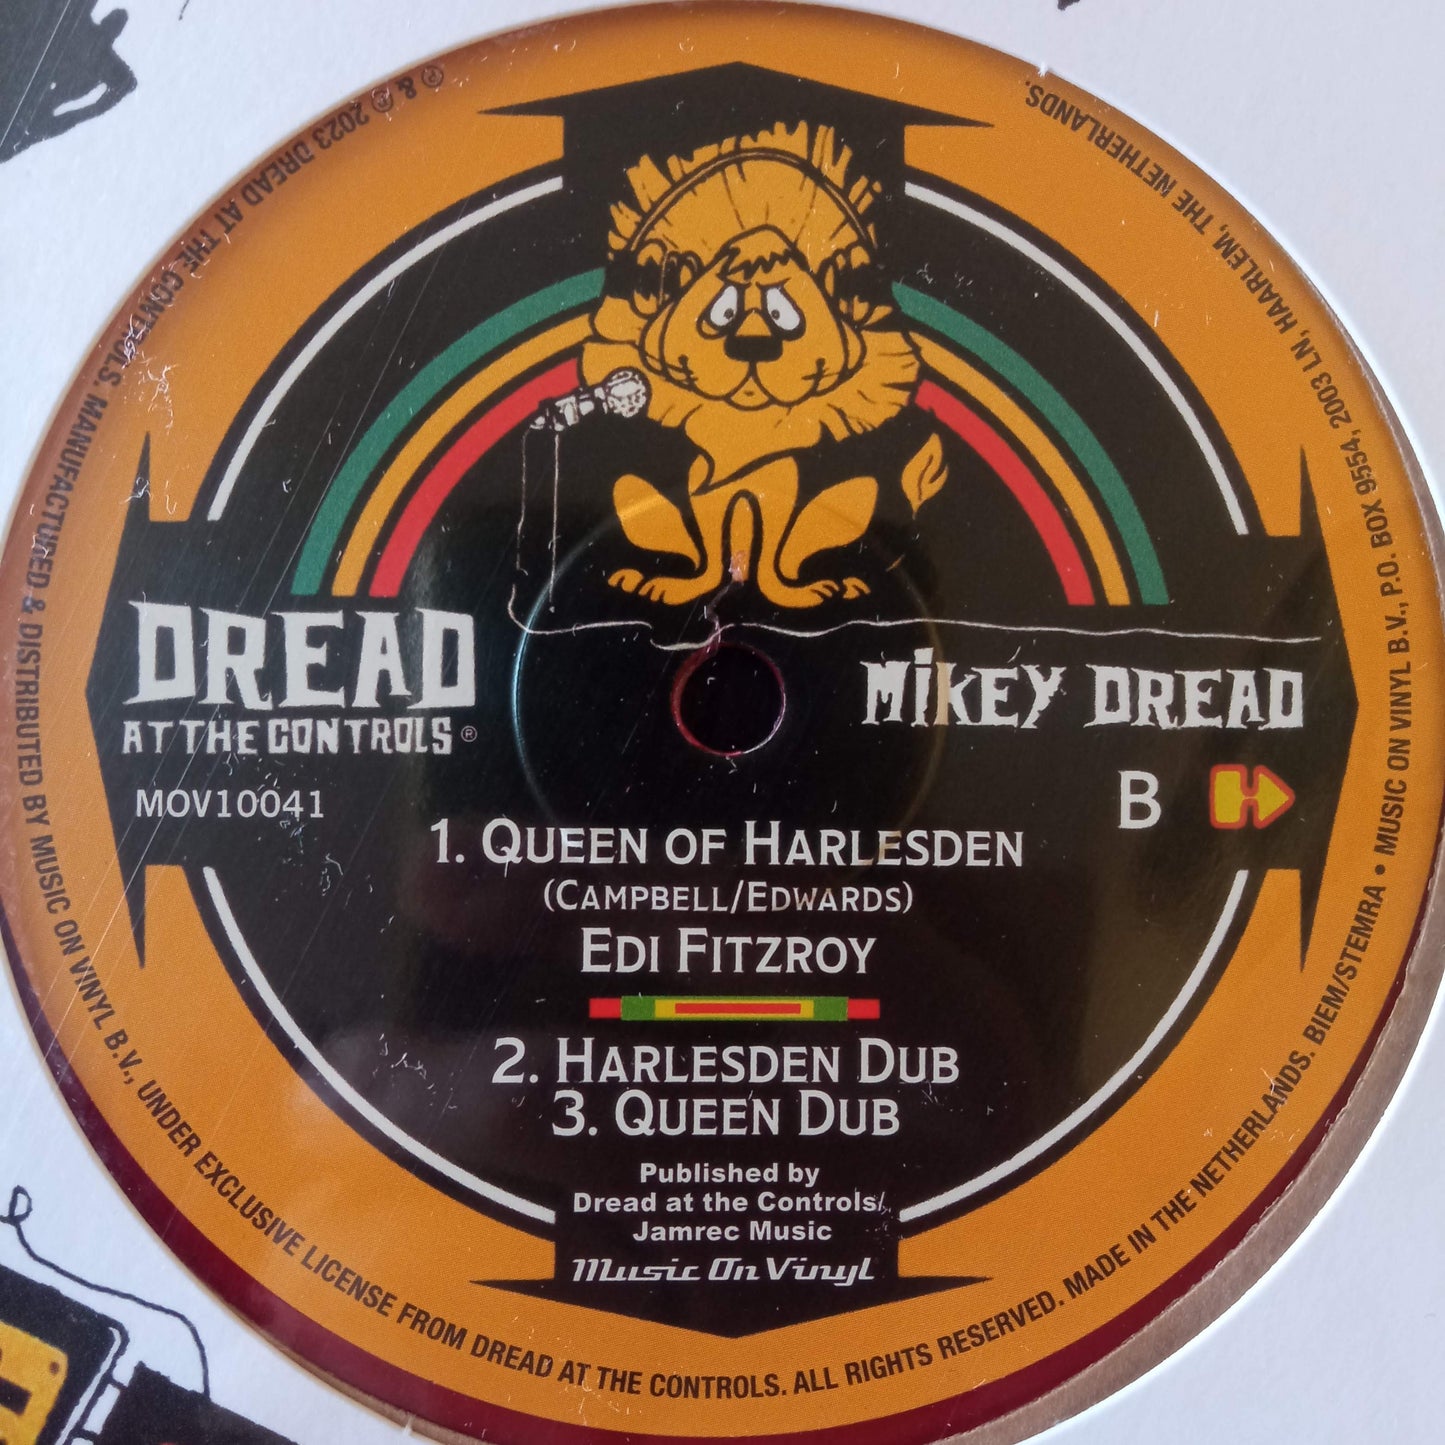 DREAD
AT THE CONTROLS®
MIKEY DREAD
MOV10041
B
1. QUEEN OF HARLESDEN
(CAMPBELL/EDWARDS)
EDI FITZROY
2. HARLESDEN DUB
3. QUEEN DUB
Published by
Dread at the Controls/
Jamrec Music
Music On Vinyl
℗ & © 2023 DREAD AT THE CONTROLS. MANUFACTURED & DISTRIBUTED BY MUSIC ON VINYL B.V., UNDER EXCLUSIVE LICENSE FROM DREAD AT THE CONTROLS. ALL RIGHTS RESERVED. MADE IN THE NETHERLANDS. BIEM/STEMRA • MUSIC ON VINYL B.V., P.O. BOX 9554, 2003 LN, HAARLEM, THE NETHERLANDS.